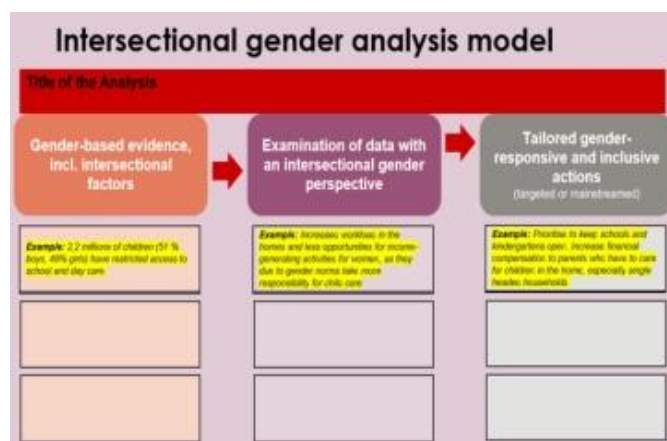 Intersectional gender analysis model
Title of the Analysis
Gender-based evidence,
incl. intersectional
factors
Examination of data with
an intersectional gender
perspective
Tailored gender-
responsive and inclusive
actions
(targeted or mainstreamed)
Example: 2,2 millions of children (51 %
boys, 49% girls) have restricted access to
school and day care
Example: Increases workload in the
homes and less opportunities for income-
generating activities for women, as they
due to gender norms take more
responsibility for child care
Example: Prioritise to keep schools and
kindergartens open. Increase financial
compensation to parents who have to care
for children in the home, especially single
headed households